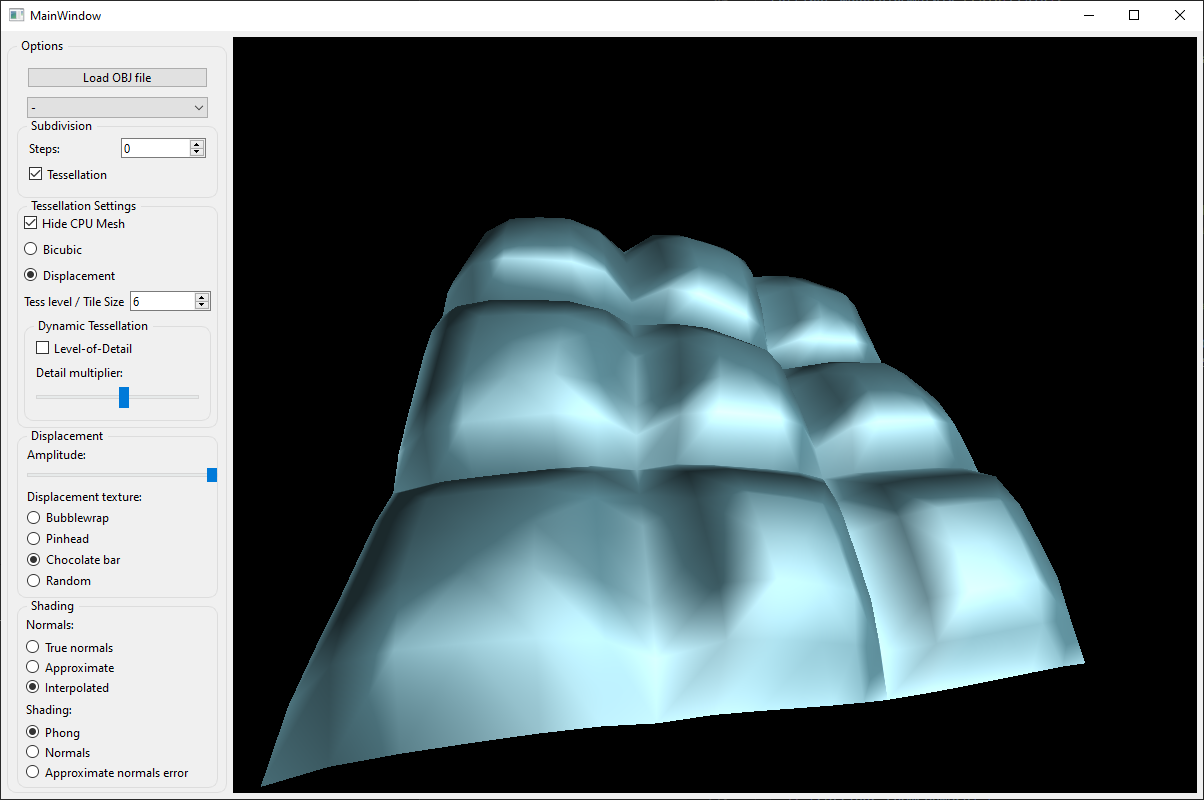 MainWindow
Options
Load OBJ file
-
Subdivision
Steps: 0
Tessellation
Tessellation Settings
Hide CPU Mesh
Bicubic
Displacement
Tess level / Tile Size 6
Dynamic Tessellation
Level-of-Detail
Detail multiplier:
Displacement
Amplitude:
Displacement texture:
Bubblewrap
Pinhead
Chocolate bar
Random
Shading
Normals:
True normals
Approximate
Interpolated
Shading:
Phong
Normals
Approximate normals error